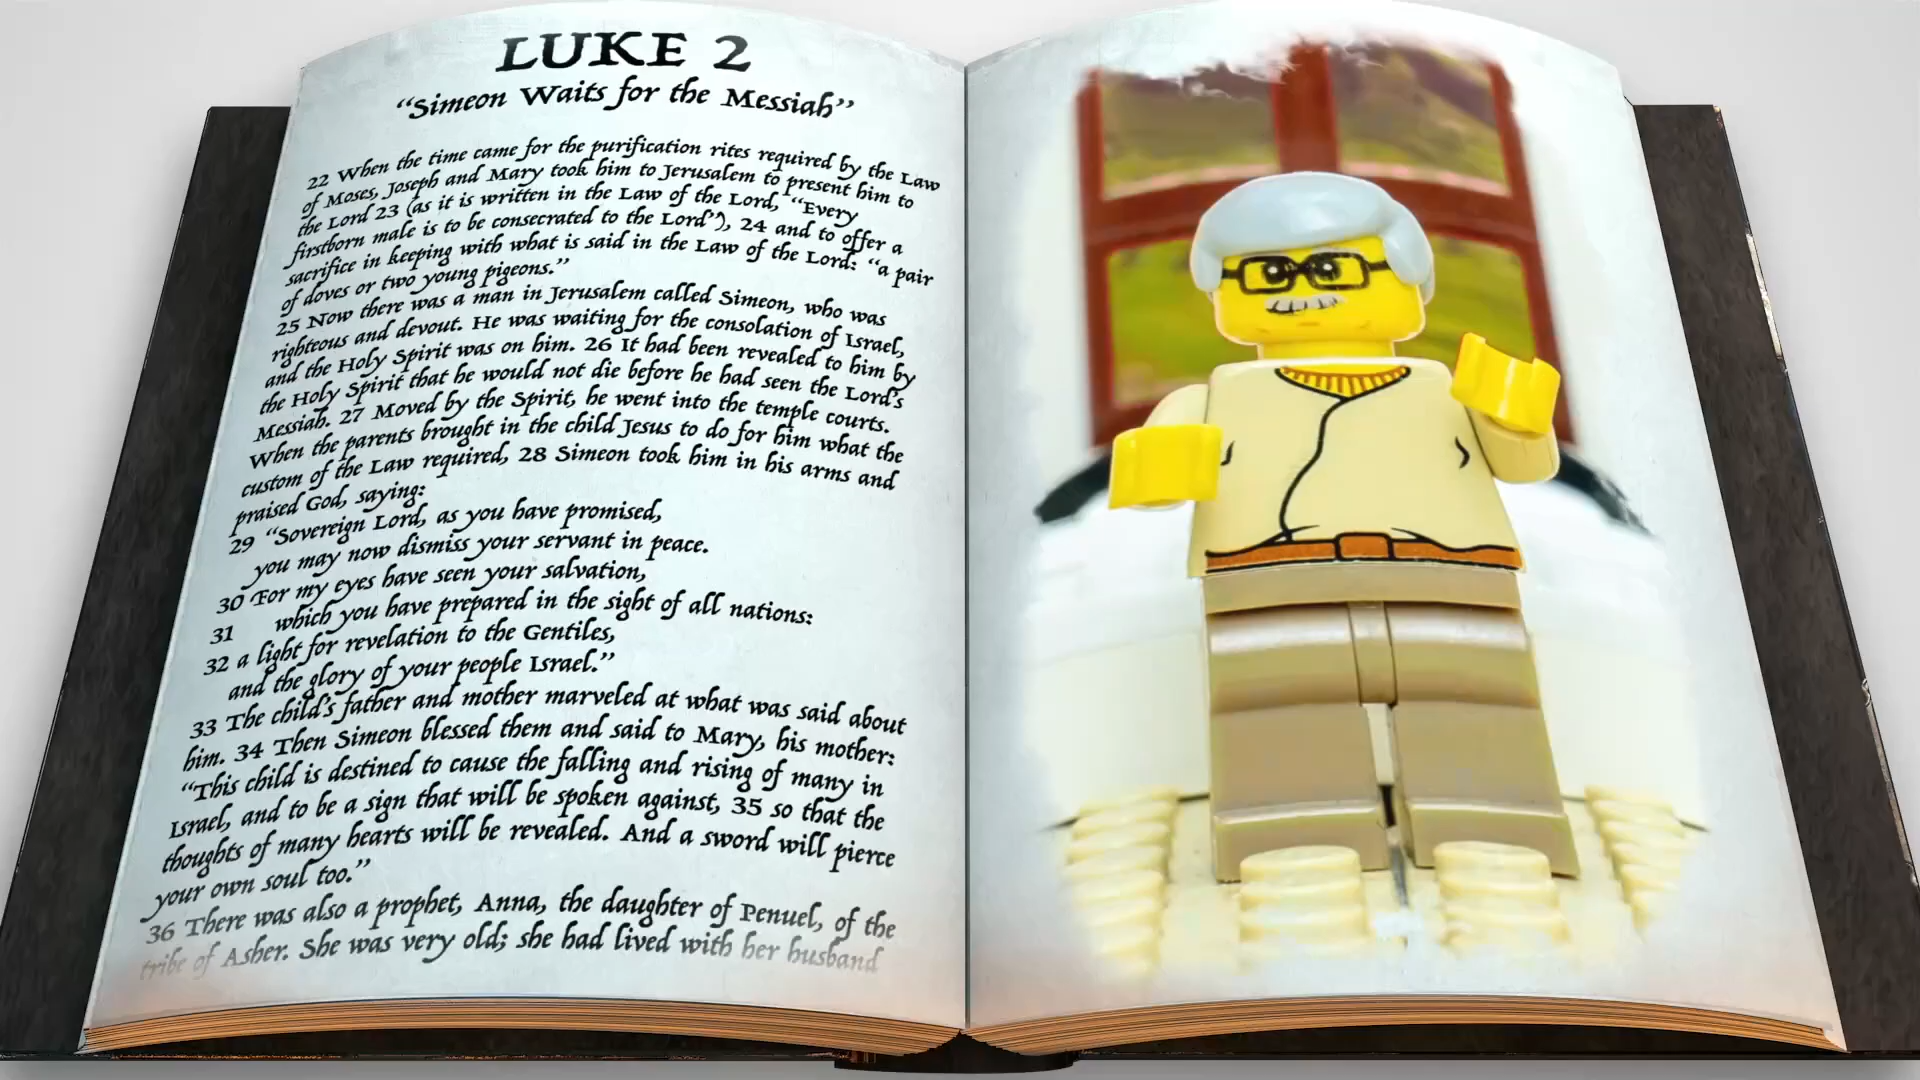 LUKE 2
“Simeon Waits for the Messiah”
22 When the time came for the purification rites required by the Law
of Moses, Joseph and Mary took him to Jerusalem to present him to
the Lord 23 (as it is written in the Law of the Lord, “Every
firstborn male is to be consecrated to the Lord”), 24 and to offer a
sacrifice in keeping with what is said in the Law of the Lord: “a pair
of doves or two young pigeons.”
25 Now there was a man in Jerusalem called Simeon, who was
righteous and devout. He was waiting for the consolation of Israel,
and the Holy Spirit was on him. 26 It had been revealed to him by
the Holy Spirit that he would not die before he had seen the Lord’s
Messiah. 27 Moved by the Spirit, he went into the temple courts.
When the parents brought in the child Jesus to do for him what the
custom of the Law required, 28 Simeon took him in his arms and
praised God, saying:
29 “Sovereign Lord, as you have promised,
you may now dismiss your servant in peace.
30 For my eyes have seen your salvation,
31 which you have prepared in the sight of all nations:
32 a light for revelation to the Gentiles,
and the glory of your people Israel.”
33 The child’s father and mother marveled at what was said about
him. 34 Then Simeon blessed them and said to Mary, his mother:
“This child is destined to cause the falling and rising of many in
Israel, and to be a sign that will be spoken against, 35 so that the
thoughts of many hearts will be revealed. And a sword will pierce
your own soul too.”
36 There was also a prophet, Anna, the daughter of Penuel, of the
tribe of Asher. She was very old; she had lived with her husband